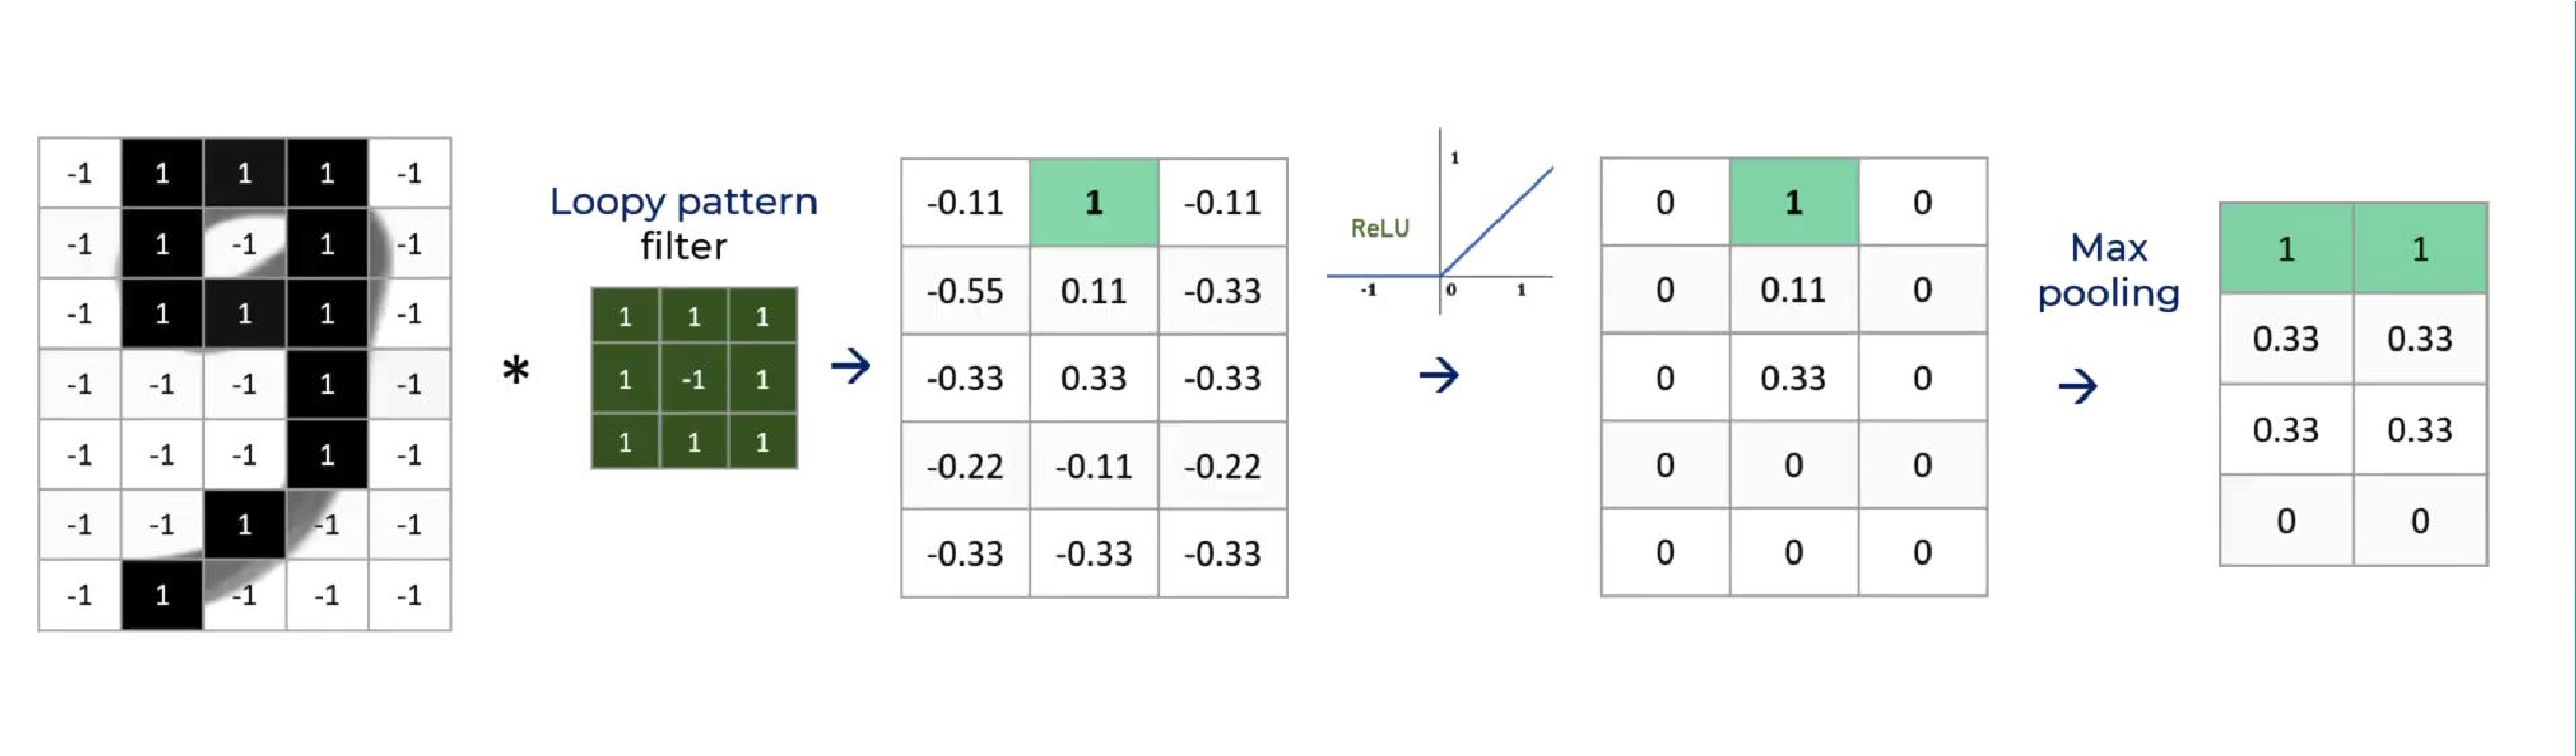 -1 1 1 1 -1
-1 1 -1 1 -1
-1 1 1 1 -1
-1 -1 -1 1 -1
-1 -1 -1 1 -1
-1 -1 1 -1 -1
-1 1 -1 -1 -1
*
Loopy pattern
filter
1 1 1
1 -1 1
1 1 1
→
-0.11 1 -0.11
-0.55 0.11 -0.33
-0.33 0.33 -0.33
-0.22 -0.11 -0.22
-0.33 -0.33 -0.33
1
ReLU
-1 0 1
→
0 1 0
0 0.11 0
0 0.33 0
0 0 0
0 0 0
Max
pooling
→
1 1
0.33 0.33
0.33 0.33
0 0